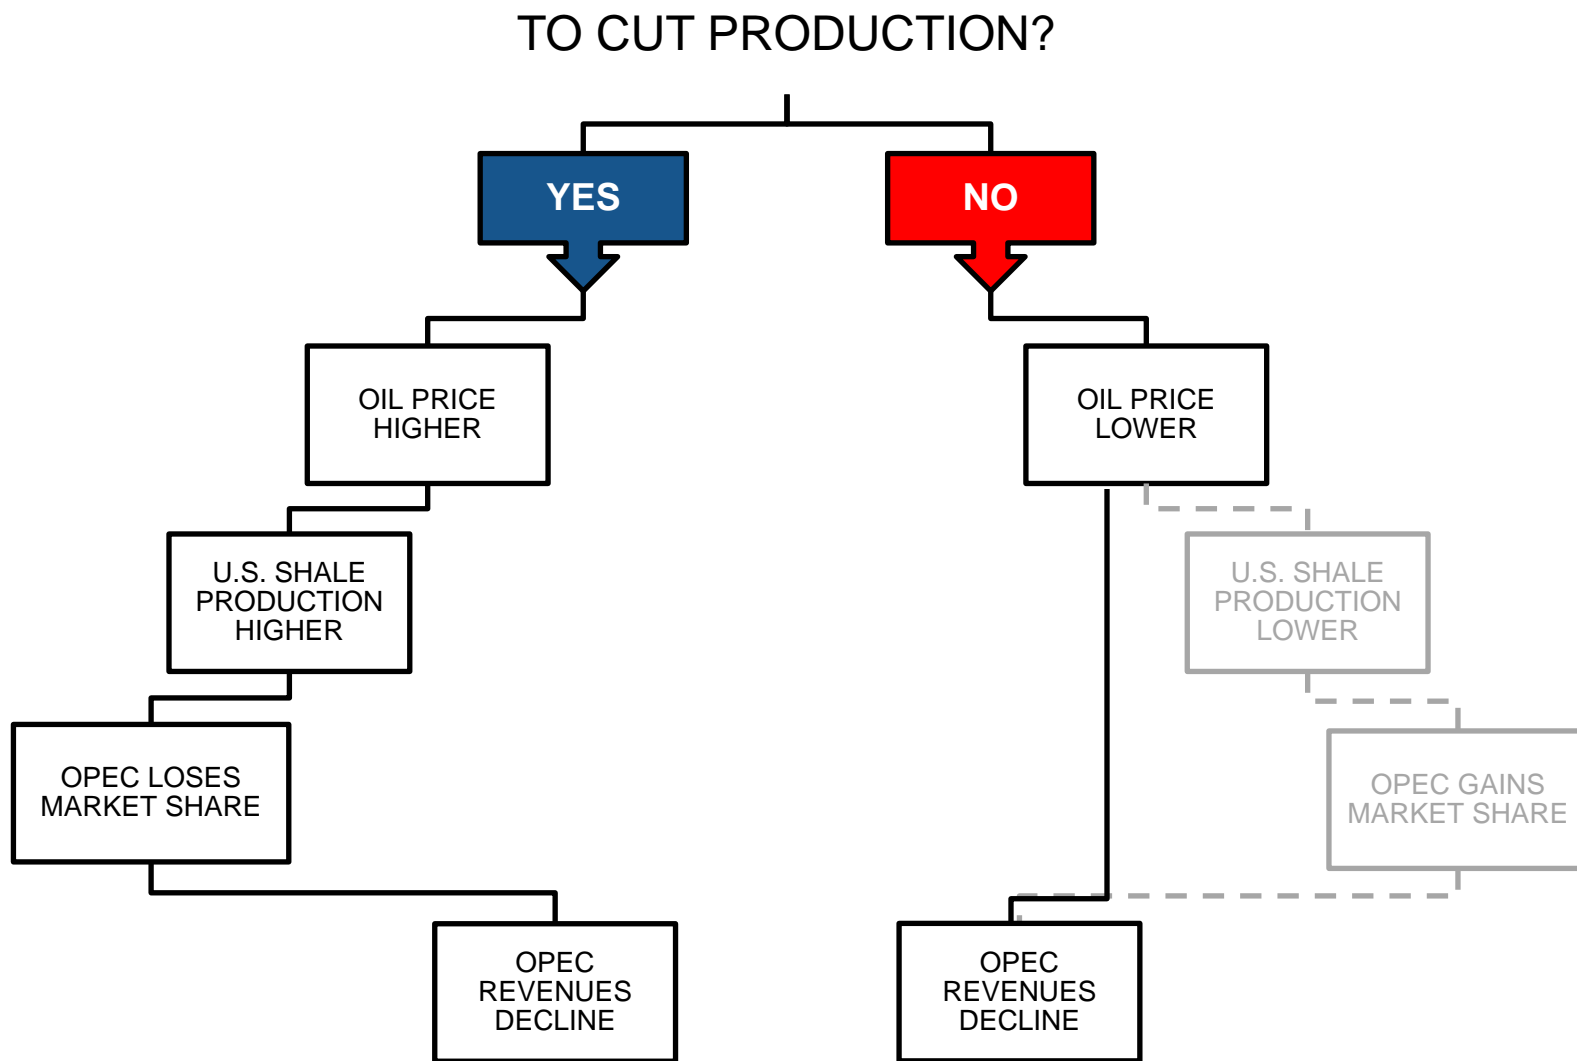 TO CUT PRODUCTION?
YES
NO
OIL PRICE
HIGHER
OIL PRICE
LOWER
U.S. SHALE
PRODUCTION
HIGHER
U.S. SHALE
PRODUCTION
LOWER
OPEC LOSES
MARKET SHARE
OPEC GAINS
MARKET SHARE
OPEC
REVENUES
DECLINE
OPEC
REVENUES
DECLINE